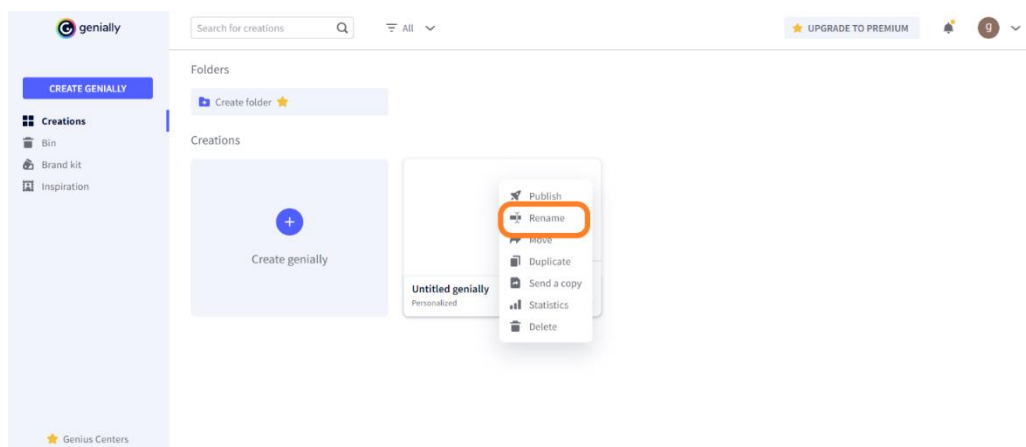 genially
Search for creations
All
UPGRADE TO PREMIUM
g
CREATE GENIALLY
Creations
Bin
Brand kit
Inspiration
Genius Centers
Folders
Create folder
Creations
Create genially
Untitled genially
Personalized
Publish
Rename
Move
Duplicate
Send a copy
Statistics
Delete